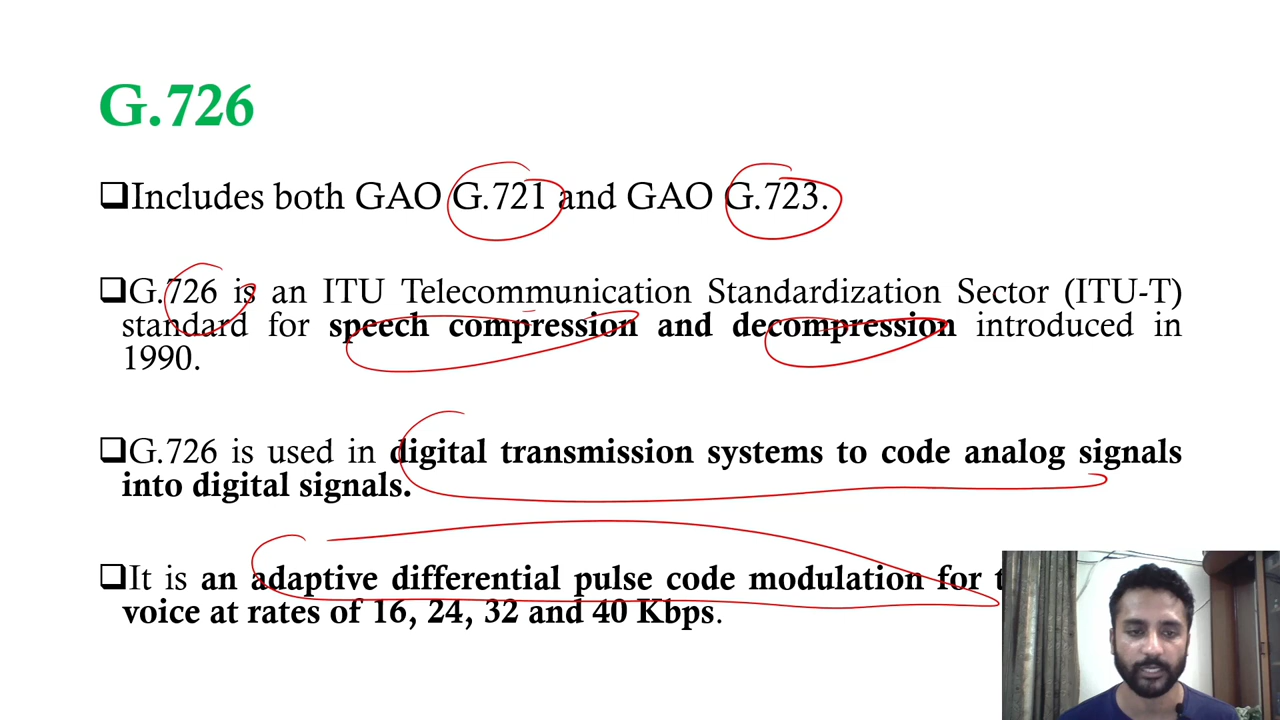 G.726
❑Includes both GAO G.721 and GAO G.723.
❑G.726 is an ITU Telecommunication Standardization Sector (ITU-T)
standard for speech compression and decompression introduced in
1990.
❑G.726 is used in digital transmission systems to code analog signals
into digital signals.
❑It is an adaptive differential pulse code modulation for
voice at rates of 16, 24, 32 and 40 Kbps.